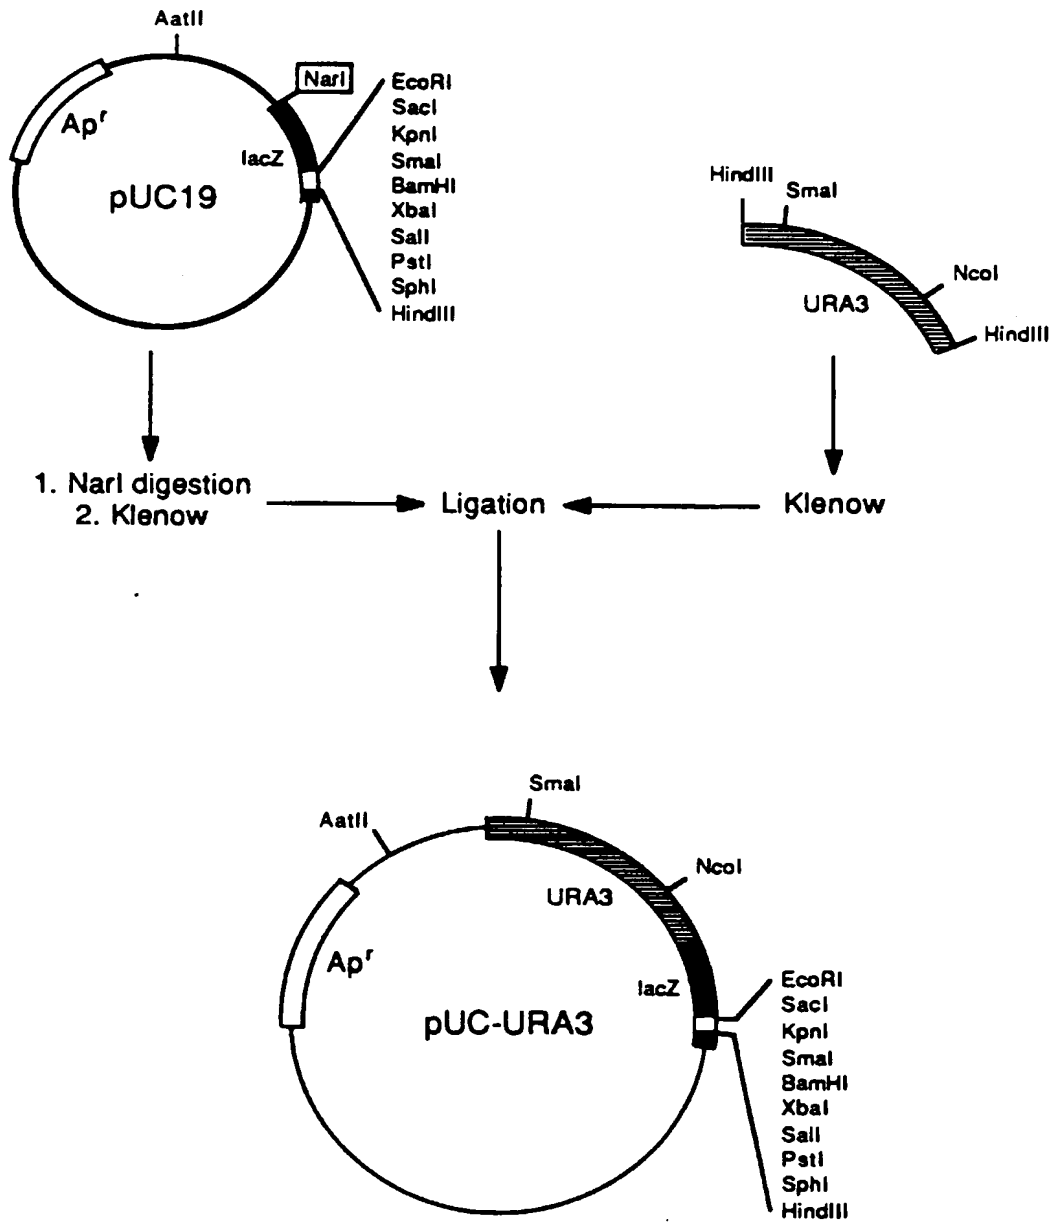 AatII
NarI
EcoRI
SacI
KpnI
SmaI
BamHI
XbaI
SalI
PstI
SphI
HindIII
Apʳ
lacZ
pUC19
HindIII
SmaI
NcoI
URA3
HindIII
1. NarI digestion
2. Klenow
Ligation
Klenow
SmaI
AatII
NcoI
URA3
Apʳ
lacZ
pUC-URA3
EcoRI
SacI
KpnI
SmaI
BamHI
XbaI
SalI
PstI
SphI
HindIII